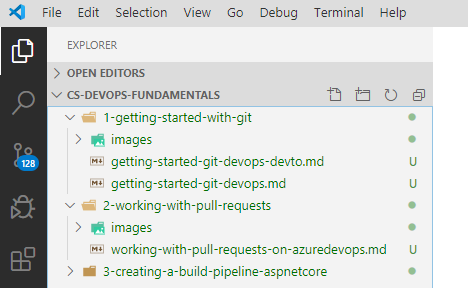 File Edit Selection View Go Debug Terminal Help
EXPLORER
OPEN EDITORS
CS-DEVOPS-FUNDAMENTALS
1-getting-started-with-git
images
getting-started-git-devops-devto.md U
getting-started-git-devops.md U
2-working-with-pull-requests
128
images
working-with-pull-requests-on-azuredevops.md U
3-creating-a-build-pipeline-aspnetcore